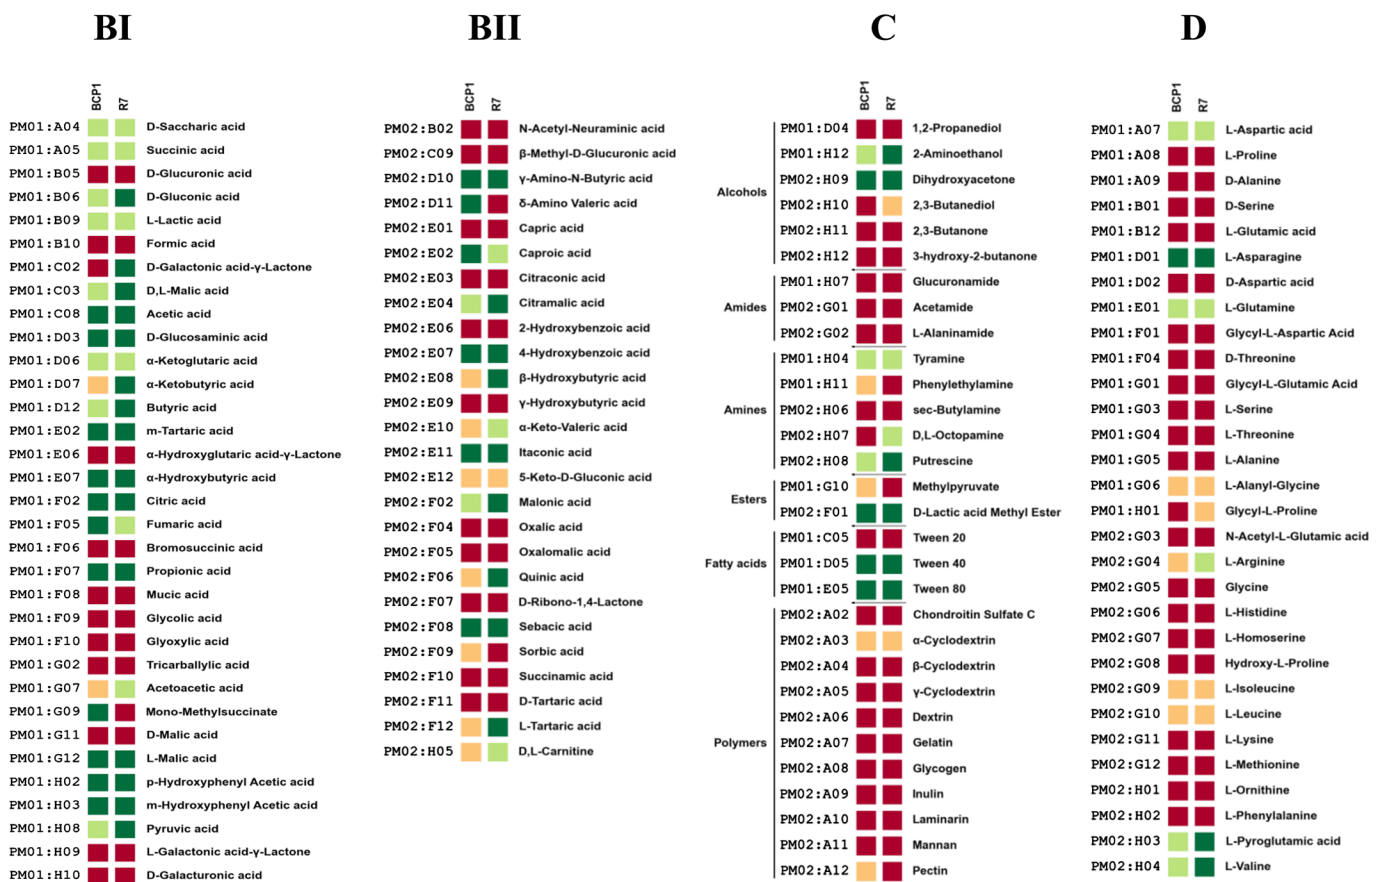 BI
BCP1 R7
PM01:A04 D-Saccharic acid
PM01:A05 Succinic acid
PM01:B05 D-Glucuronic acid
PM01:B06 D-Gluconic acid
PM01:B09 L-Lactic acid
PM01:B10 Formic acid
PM01:C02 D-Galactonic acid-γ-Lactone
PM01:C03 D,L-Malic acid
PM01:C08 Acetic acid
PM01:D03 D-Glucosaminic acid
PM01:D06 α-Ketoglutaric acid
PM01:D07 α-Ketobutyric acid
PM01:D12 Butyric acid
PM01:E02 m-Tartaric acid
PM01:E06 α-Hydroxyglutaric acid-γ-Lactone
PM01:E07 α-Hydroxybutyric acid
PM01:F02 Citric acid
PM01:F05 Fumaric acid
PM01:F06 Bromosuccinic acid
PM01:F07 Propionic acid
PM01:F08 Mucic acid
PM01:F09 Glycolic acid
PM01:F10 Glyoxylic acid
PM01:G02 Tricarballylic acid
PM01:G07 Acetoacetic acid
PM01:G09 Mono-Methylsuccinate
PM01:G11 D-Malic acid
PM01:G12 L-Malic acid
PM01:H02 p-Hydroxyphenyl Acetic acid
PM01:H03 m-Hydroxyphenyl Acetic acid
PM01:H08 Pyruvic acid
PM01:H09 L-Galactonic acid-γ-Lactone
PM01:H10 D-Galacturonic acid
BII
BCP1 R7
PM02:B02 N-Acetyl-Neuraminic acid
PM02:C09 β-Methyl-D-Glucuronic acid
PM02:D10 γ-Amino-N-Butyric acid
PM02:D11 δ-Amino Valeric acid
PM02:E01 Capric acid
PM02:E02 Caproic acid
PM02:E03 Citraconic acid
PM02:E04 Citramalic acid
PM02:E06 2-Hydroxybenzoic acid
PM02:E07 4-Hydroxybenzoic acid
PM02:E08 β-Hydroxybutyric acid
PM02:E09 γ-Hydroxybutyric acid
PM02:E10 α-Keto-Valeric acid
PM02:E11 Itaconic acid
PM02:E12 5-Keto-D-Gluconic acid
PM02:F02 Malonic acid
PM02:F04 Oxalic acid
PM02:F05 Oxalomalic acid
PM02:F06 Quinic acid
PM02:F07 D-Ribono-1,4-Lactone
PM02:F08 Sebacic acid
PM02:F09 Sorbic acid
PM02:F10 Succinamic acid
PM02:F11 D-Tartaric acid
PM02:F12 L-Tartaric acid
PM02:H05 D,L-Carnitine
C
BCP1 R7
Alcohols
PM01:D04 1,2-Propanediol
PM01:H12 2-Aminoethanol
PM02:H09 Dihydroxyacetone
PM02:H10 2,3-Butanediol
PM02:H11 2,3-Butanone
PM02:H12 3-hydroxy-2-butanone
Amides
PM01:H07 Glucuronamide
PM02:G01 Acetamide
PM02:G02 L-Alaninamide
Amines
PM01:H04 Tyramine
PM01:H11 Phenylethylamine
PM02:H06 sec-Butylamine
PM02:H07 D,L-Octopamine
PM02:H08 Putrescine
Esters
PM01:G10 Methylpyruvate
PM02:F01 D-Lactic acid Methyl Ester
Fatty acids
PM01:C05 Tween 20
PM01:D05 Tween 40
PM01:E05 Tween 80
Polymers
PM02:A02 Chondroitin Sulfate C
PM02:A03 α-Cyclodextrin
PM02:A04 β-Cyclodextrin
PM02:A05 γ-Cyclodextrin
PM02:A06 Dextrin
PM02:A07 Gelatin
PM02:A08 Glycogen
PM02:A09 Inulin
PM02:A10 Laminarin
PM02:A11 Mannan
PM02:A12 Pectin
D
BCP1 R7
PM01:A07 L-Aspartic acid
PM01:A08 L-Proline
PM01:A09 D-Alanine
PM01:B01 D-Serine
PM01:B12 L-Glutamic acid
PM01:D01 L-Asparagine
PM01:D02 D-Aspartic acid
PM01:E01 L-Glutamine
PM01:F01 Glycyl-L-Aspartic Acid
PM01:F04 D-Threonine
PM01:G01 Glycyl-L-Glutamic Acid
PM01:G03 L-Serine
PM01:G04 L-Threonine
PM01:G05 L-Alanine
PM01:G06 L-Alanyl-Glycine
PM01:H01 Glycyl-L-Proline
PM02:G03 N-Acetyl-L-Glutamic acid
PM02:G04 L-Arginine
PM02:G05 Glycine
PM02:G06 L-Histidine
PM02:G07 L-Homoserine
PM02:G08 Hydroxy-L-Proline
PM02:G09 L-Isoleucine
PM02:G10 L-Leucine
PM02:G11 L-Lysine
PM02:G12 L-Methionine
PM02:H01 L-Ornithine
PM02:H02 L-Phenylalanine
PM02:H03 L-Pyroglutamic acid
PM02:H04 L-Valine